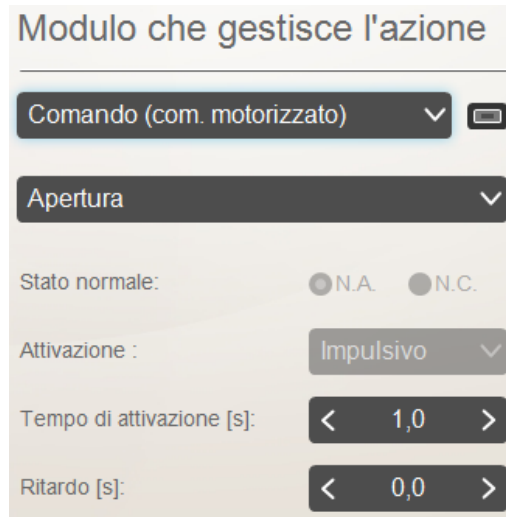 Modulo che gestisce l'azione
Comando (com. motorizzato)
Apertura
Stato normale: N.A. N.C.
Attivazione : Impulsivo
Tempo di attivazione [s]: 1,0
Ritardo [s]: 0,0